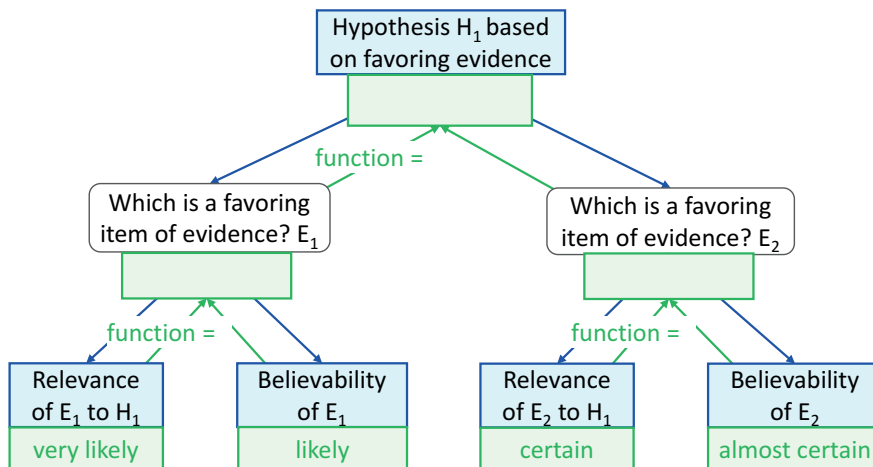 Hypothesis H₁ based
on favoring evidence
function =
Which is a favoring
item of evidence? E₁
Which is a favoring
item of evidence? E₂
function =
function =
Relevance
of E₁ to H₁
very likely
Believability
of E₁
likely
Relevance
of E₂ to H₁
certain
Believability
of E₂
almost certain